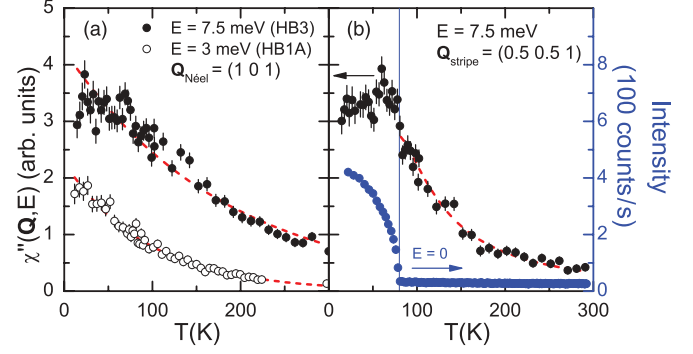 (a)
E = 7.5 meV (HB3)
E = 3 meV (HB1A)
Q_Néel = (1 0 1)
(b)
E = 7.5 meV
Q_stripe = (0.5 0.5 1)
E = 0
χ''(Q,E) (arb. units)
5
4
3
2
1
0
0 100 200 0 100 200 300
T(K) T(K)
8
6
4
2
0
Intensity
(100 counts/s)